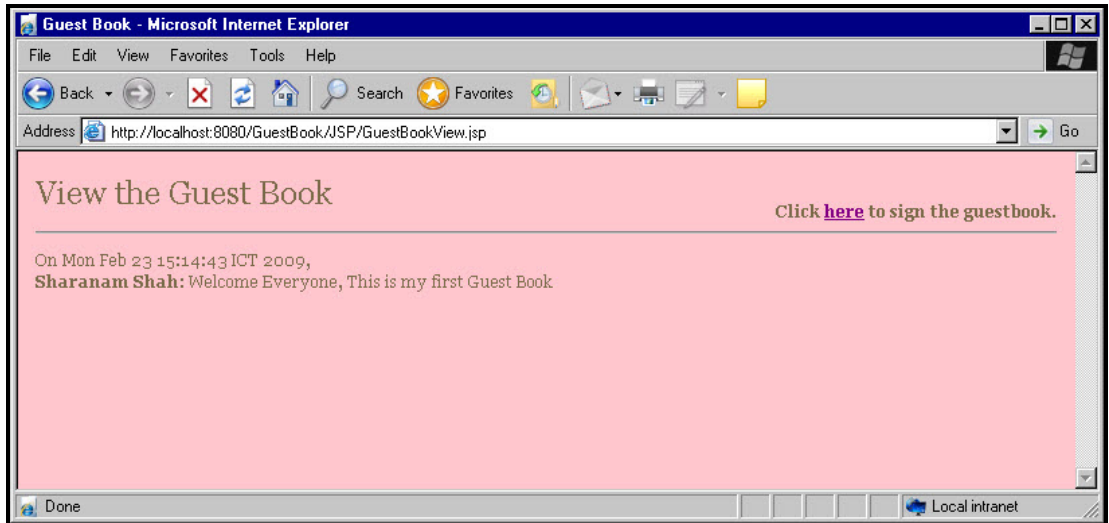 Guest Book - Microsoft Internet Explorer
File Edit View Favorites Tools Help
Back Search Favorites
Address http://localhost:8080/GuestBook/JSP/GuestBookView.jsp Go
View the Guest Book
Click here to sign the guestbook.
On Mon Feb 23 15:14:43 ICT 2009,
Sharanam Shah: Welcome Everyone, This is my first Guest Book
Done Local intranet